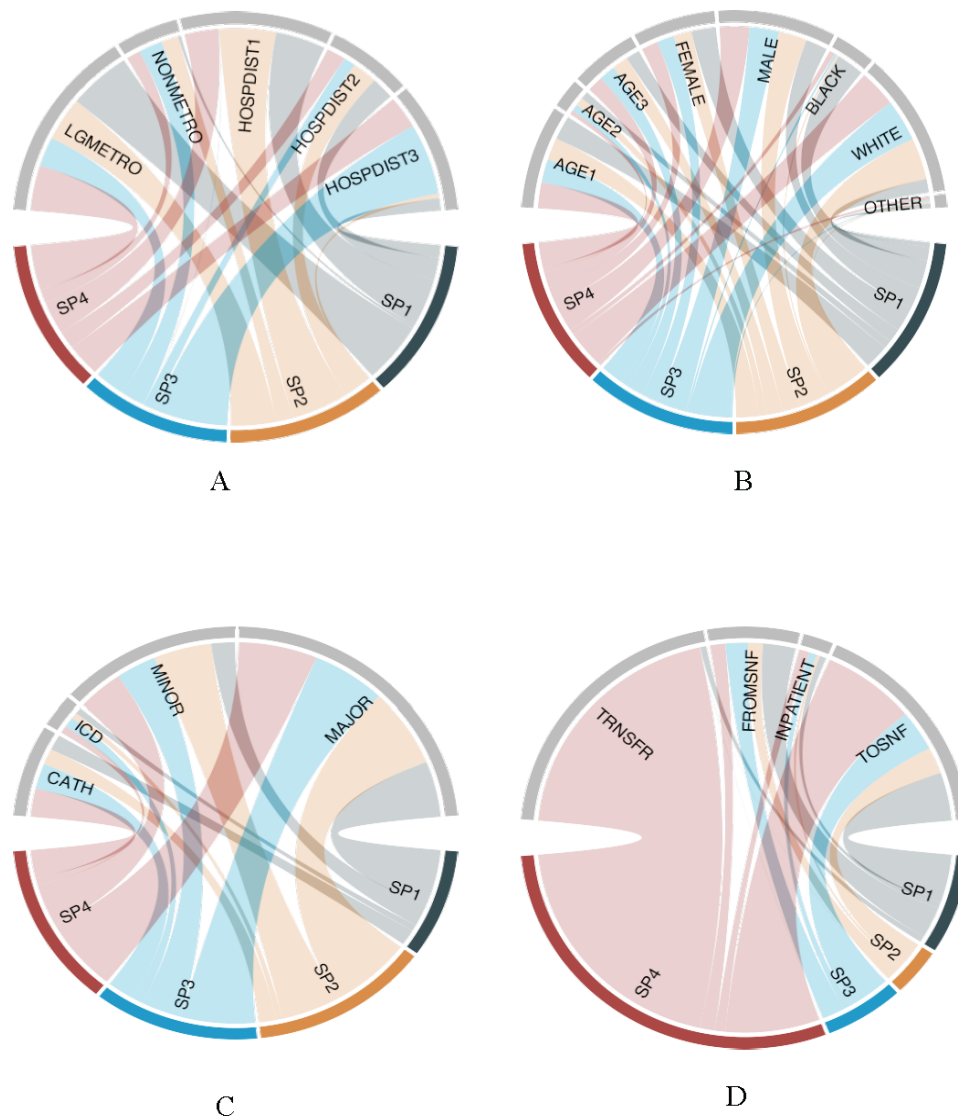 LGMETRO
NONMETRO
HOSPDIST1
HOSPDIST2
HOSPDIST3
SP4
SP3
SP2
SP1
A
AGE1
AGE2
AGE3
FEMALE
MALE
BLACK
WHITE
OTHER
SP4
SP3
SP2
SP1
B
CATH
ICD
MINOR
MAJOR
SP4
SP3
SP2
SP1
C
TRNSFR
FROMSNF
INPATIENT
TOSNF
SP4
SP3
SP2
SP1
D